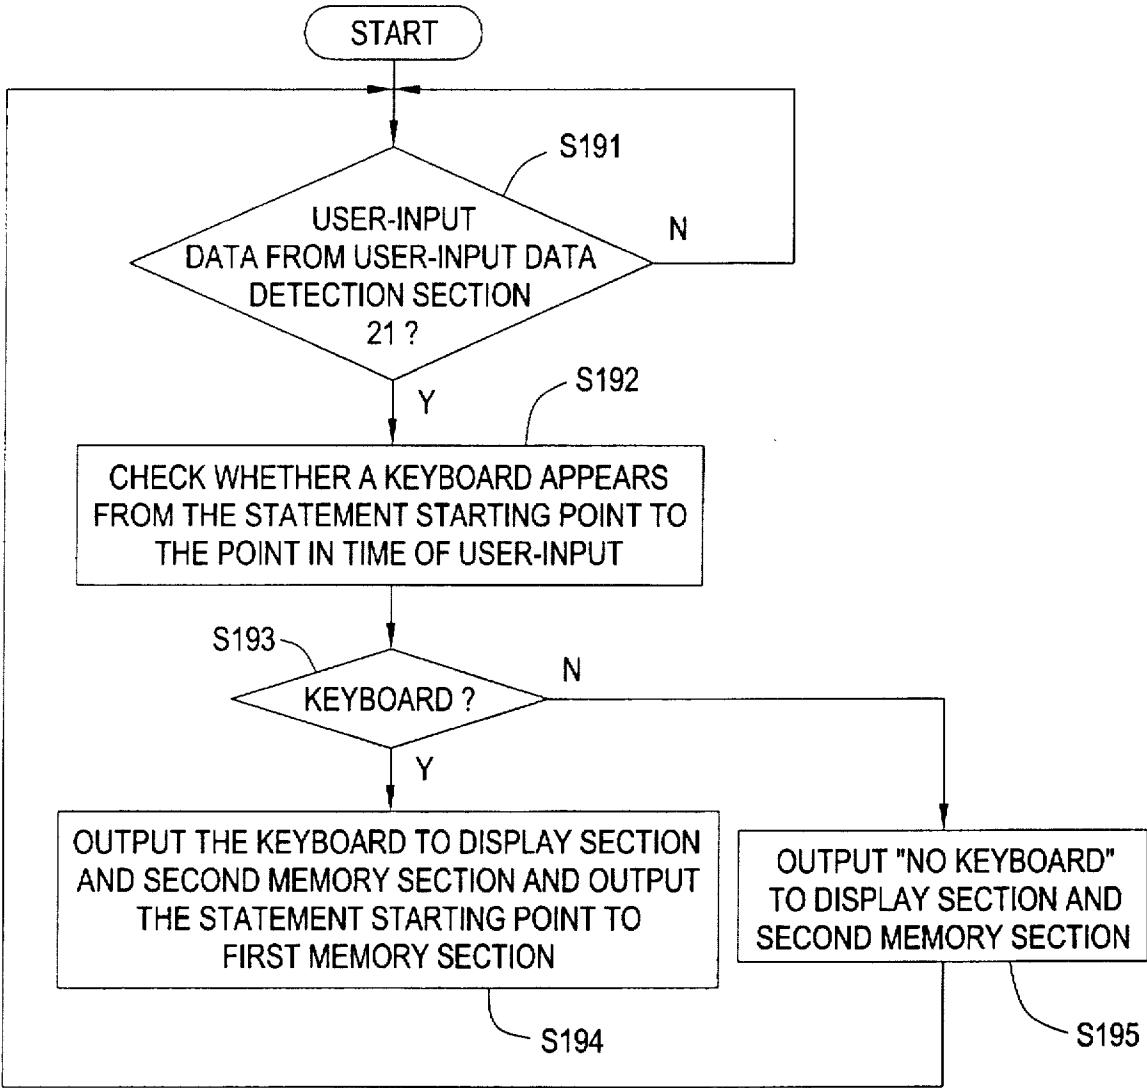 START
S191
USER-INPUT
DATA FROM USER-INPUT DATA
DETECTION SECTION
21 ?
N
Y
S192
CHECK WHETHER A KEYBOARD APPEARS
FROM THE STATEMENT STARTING POINT TO
THE POINT IN TIME OF USER-INPUT
S193
KEYBOARD ?
N
Y
OUTPUT THE KEYBOARD TO DISPLAY SECTION
AND SECOND MEMORY SECTION AND OUTPUT
THE STATEMENT STARTING POINT TO
FIRST MEMORY SECTION
S194
OUTPUT "NO KEYBOARD"
TO DISPLAY SECTION AND
SECOND MEMORY SECTION
S195